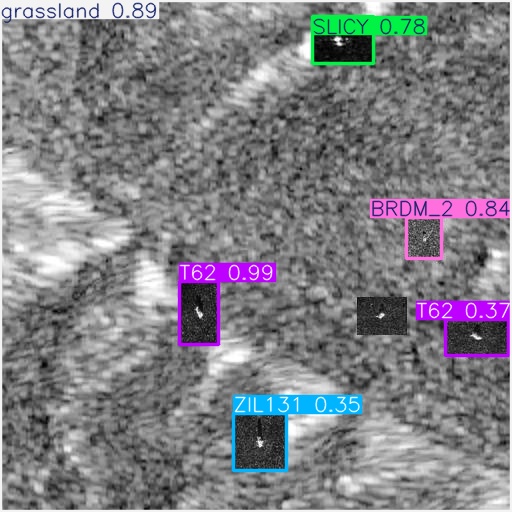 grassland 0.89
SLICY 0.78
BRDM_2 0.84
T62 0.99
T62 0.37
ZIL131 0.35